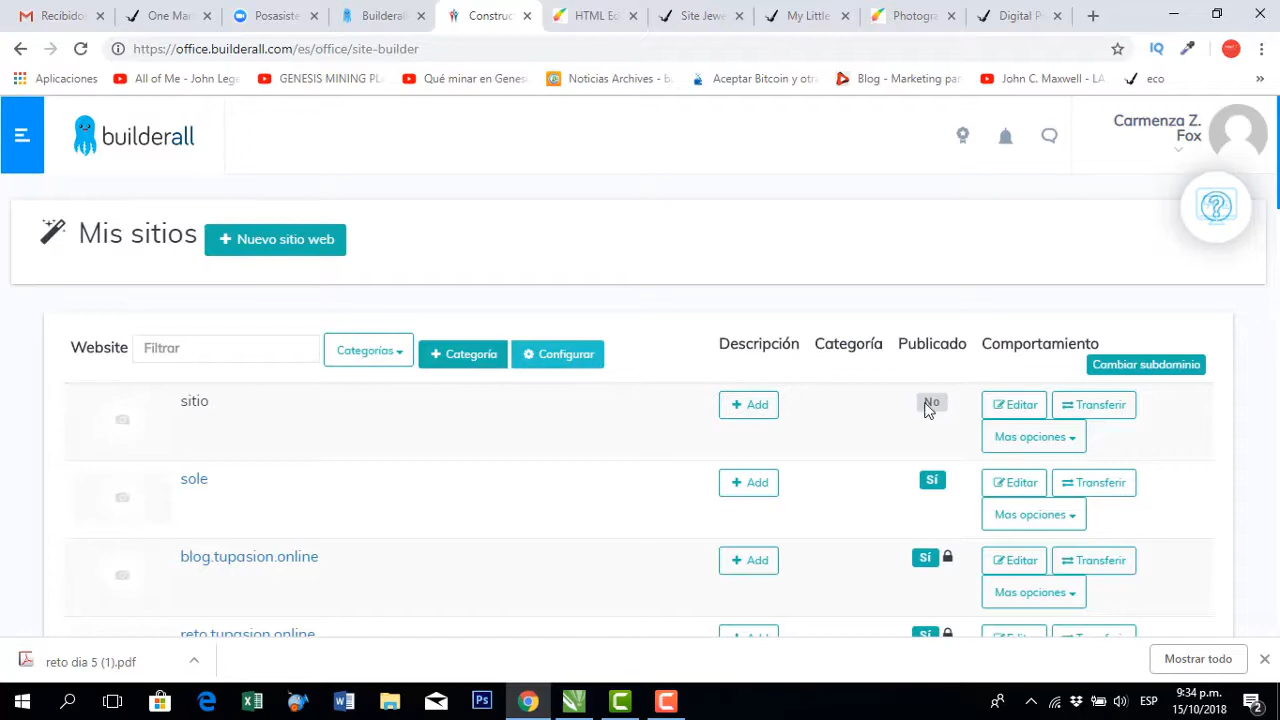 Recibidos
One Mar
Posasiste
Builderal
Construc
HTML Ed
Site Jewe
My Little
Photogra
Digital P
https://office.builderall.com/es/office/site-builder
IQ
Aplicaciones
All of Me - John Lege
GENESIS MINING PL
Qué minar en Genes
Noticias Archives - b
Aceptar Bitcoin y otr
Blog - Marketing par
John C. Maxwell - LA
eco
»
builderall
Carmenza Z.
Fox
Mis sitios
+ Nuevo sitio web
Website
Filtrar
Categorías
+ Categoría
Configurar
Descripción
Categoría
Publicado
Comportamiento
Cambiar subdominio
sitio
+ Add
No
Editar
Transferir
Mas opciones
sole
+ Add
Sí
Editar
Transferir
Mas opciones
blog.tupasion.online
+ Add
Sí
Editar
Transferir
Mas opciones
reto.tupasion.online
Sí
reto dia 5 (1).pdf
Mostrar todo
ESP
9:34 p.m.
15/10/2018
2